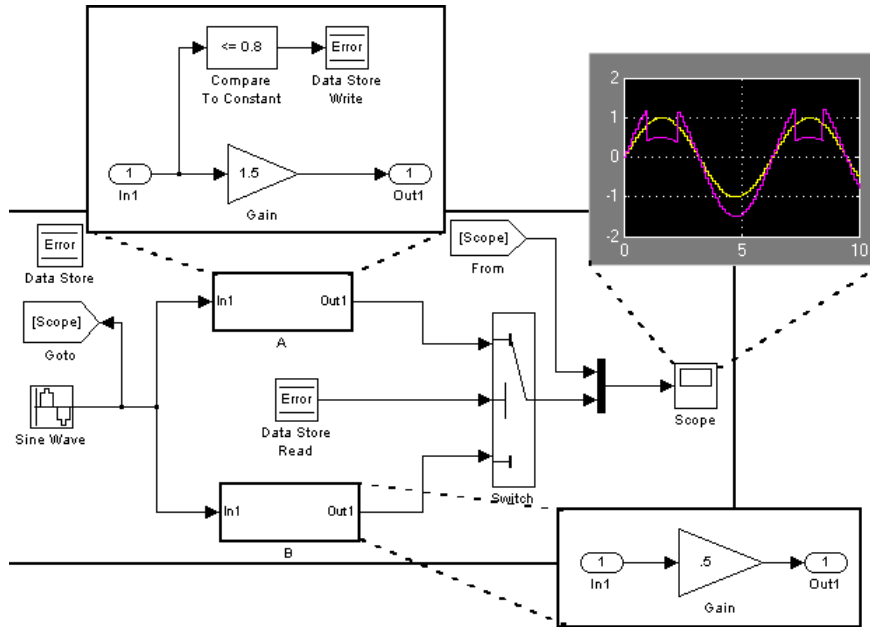 <= 0.8
Error
Compare
To Constant
Data Store
Write
1
In1
1.5
Gain
1
Out1
2
1
0
-1
-2
0
5
10
Error
Data Store
[Scope]
From
[Scope]
Goto
In1
Out1
A
Sine Wave
Error
Data Store
Read
Switch
Scope
In1
Out1
B
1
In1
.5
Gain
1
Out1